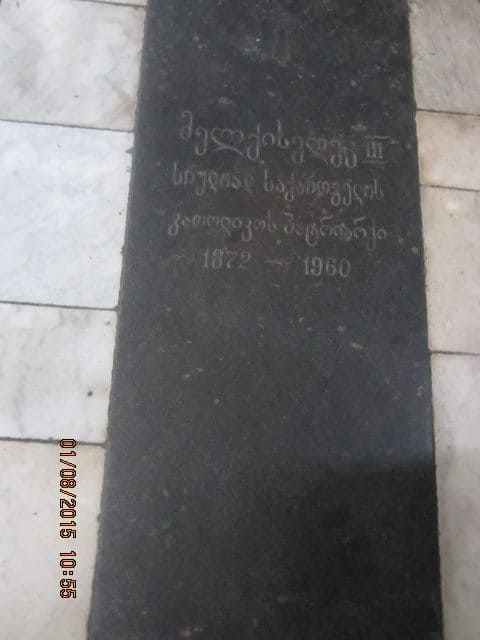 მელქისედეკ III
სრულიად საქართველოს
კათოლიკოს პატრიარქი
1872 — 1960
01/08/2015 10:55